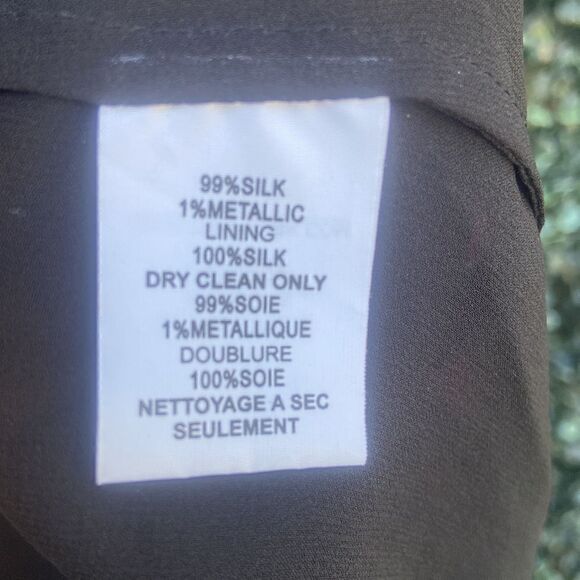 99%SILK
1%METALLIC
LINING
100%SILK
DRY CLEAN ONLY
99%SOIE
1%METALLIQUE
DOUBLURE
100%SOIE
NETTOYAGE A SEC
SEULEMENT